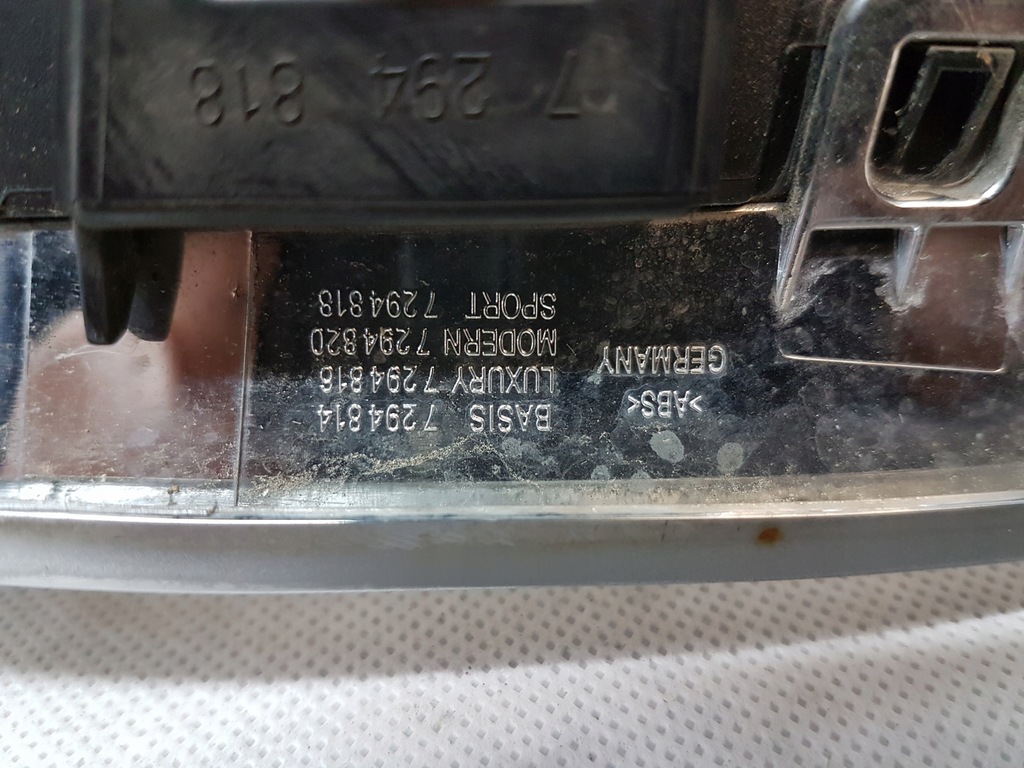 BASIS 7 294 814
LUXURY 7 294 816
MODERN 7 294 820
SPORT 7 294 818
>ABS<
GERMANY
7 294 818